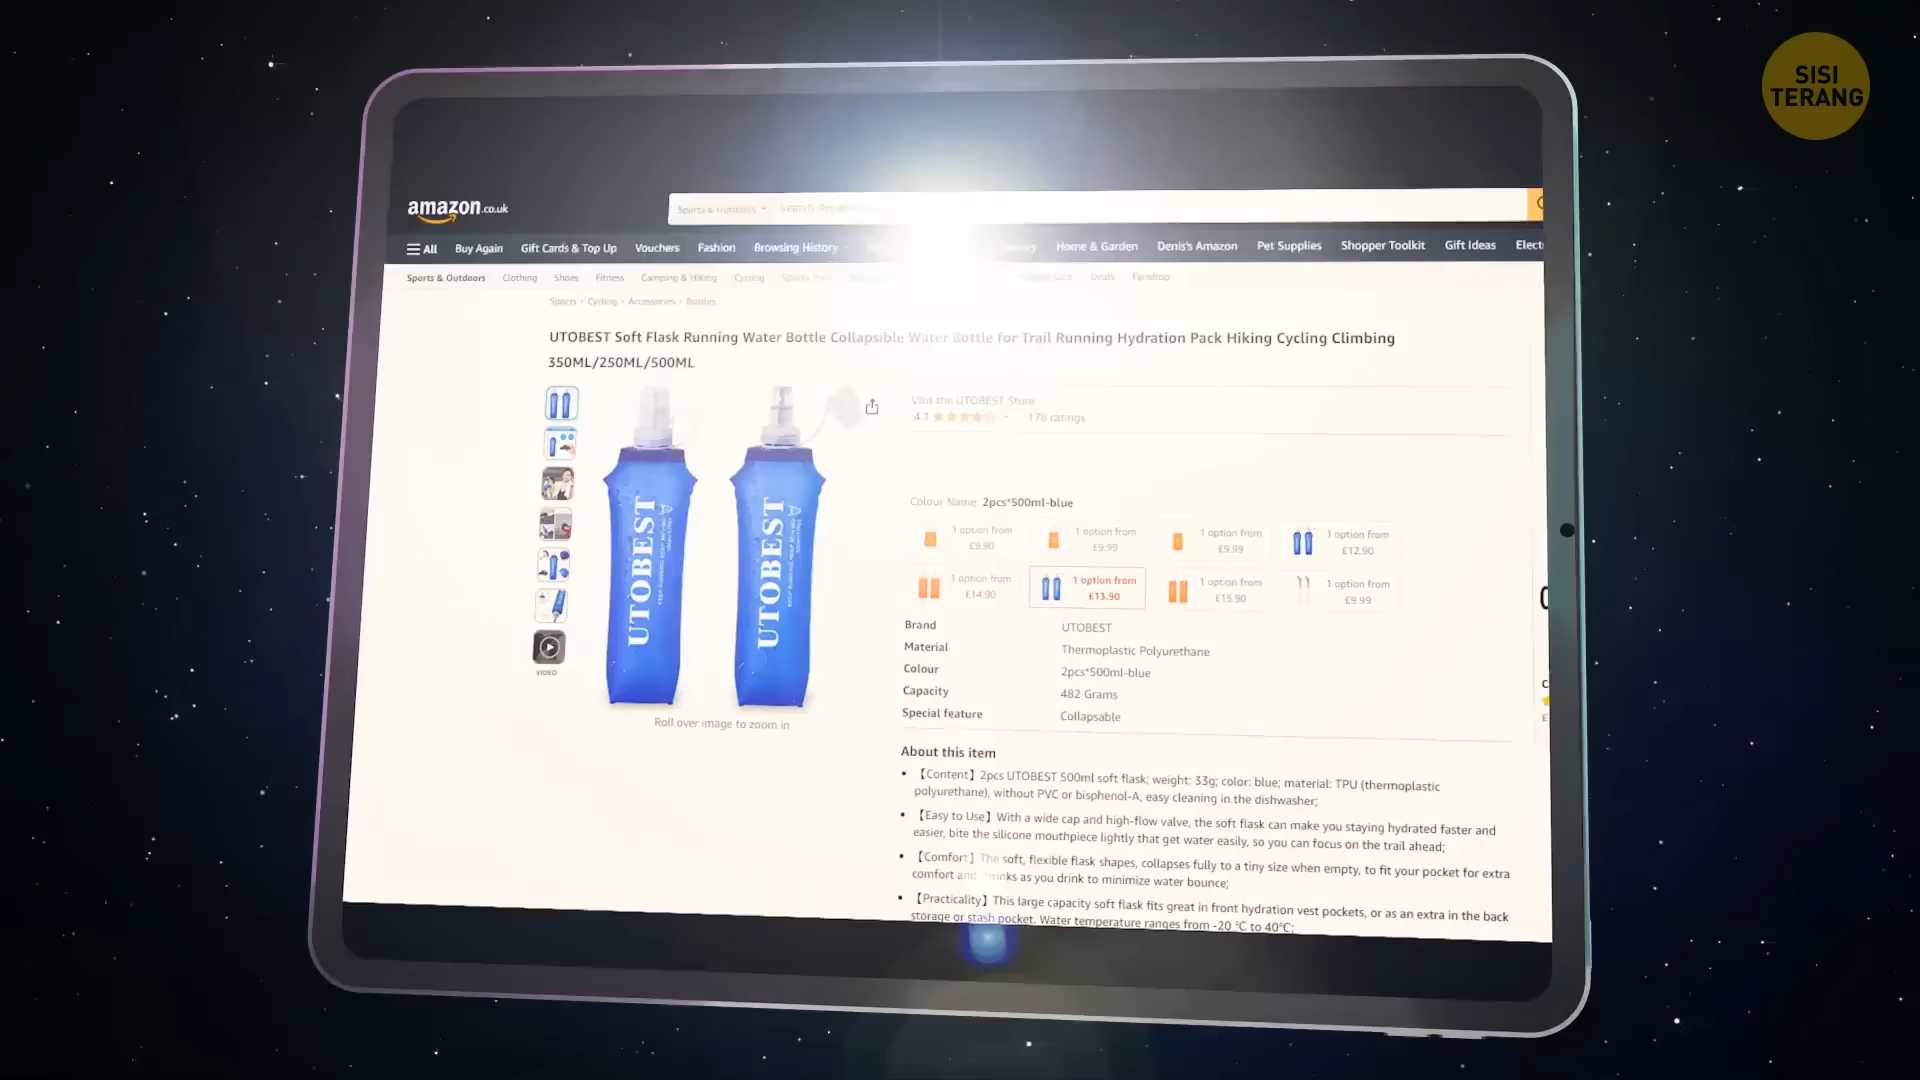 SISI
TERANG
amazon.co.uk
Sports & Outdoors
All Buy Again Gift Cards & Top Up Vouchers Fashion Browsing History Home & Garden Denis's Amazon Pet Supplies Shopper Toolkit Gift Ideas
Sports & Outdoors Clothing Shoes Fitness Camping & Hiking Cycling Deals Fanshop
Sports › Cycling › Accessories › Bottles
UTOBEST Soft Flask Running Water Bottle Collapsible Water Bottle for Trail Running Hydration Pack Hiking Cycling Climbing
350ML/250ML/500ML
Visit the UTOBEST Store
4.1 178 ratings
Colour Name: 2pcs*500ml-blue
1 option from 1 option from 1 option from 1 option from
£9.90 £9.99 £9.99 £12.90
1 option from 1 option from 1 option from 1 option from
£14.90 £13.90 £15.90 £9.99
UTOBEST
UTOBEST
VIDEO
Roll over image to zoom in
Brand UTOBEST
Material Thermoplastic Polyurethane
Colour 2pcs*500ml-blue
Capacity 482 Grams
Special feature Collapsable
About this item
• 【Content】2pcs UTOBEST 500ml soft flask; weight: 33g; color: blue; material: TPU (thermoplastic
polyurethane), without PVC or bisphenol-A, easy cleaning in the dishwasher;
• 【Easy to Use】With a wide cap and high-flow valve, the soft flask can make you staying hydrated faster and
easier, bite the silicone mouthpiece lightly that get water easily, so you can focus on the trail ahead;
• 【Comfort】The soft, flexible flask shapes, collapses fully to a tiny size when empty, to fit your pocket for extra
comfort and shrinks as you drink to minimize water bounce;
• 【Practicality】This large capacity soft flask fits great in front hydration vest pockets, or as an extra in the back
storage or stash pocket. Water temperature ranges from -20 °C to 40°C;